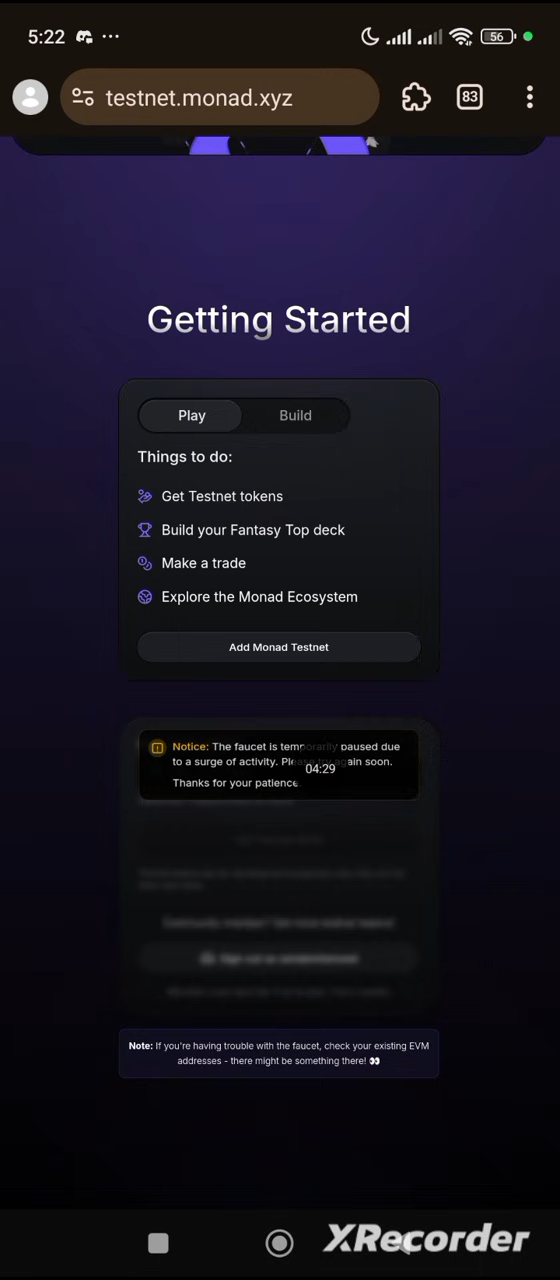 5:22
56
testnet.monad.xyz
83
Getting Started
Play
Build
Things to do:
Get Testnet tokens
Build your Fantasy Top deck
Make a trade
Explore the Monad Ecosystem
Add Monad Testnet
Notice: The faucet is temporarily paused due
to a surge of activity. Please try again soon.
04:29
Thanks for your patience
Note: If you're having trouble with the faucet, check your existing EVM
addresses - there might be something there! 👀
XRecorder